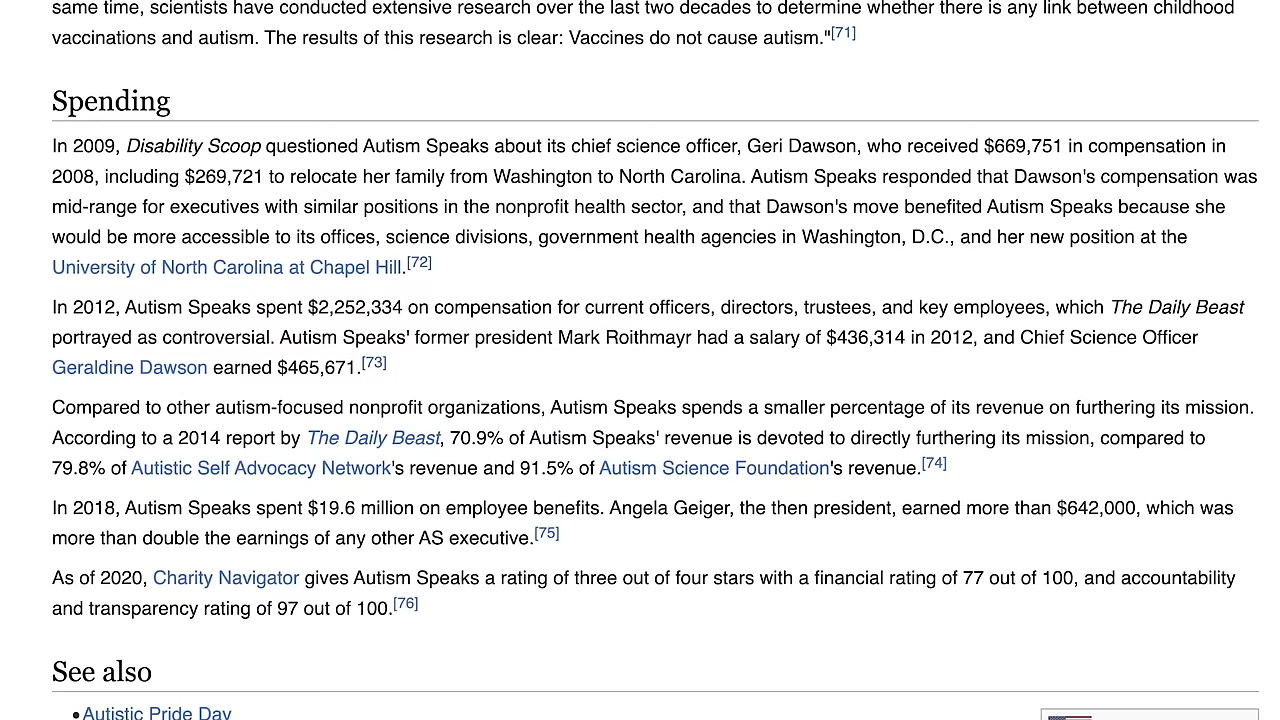 same time, scientists have conducted extensive research over the last two decades to determine whether there is any link between childhood
vaccinations and autism. The results of this research is clear: Vaccines do not cause autism."[71]
Spending
In 2009, Disability Scoop questioned Autism Speaks about its chief science officer, Geri Dawson, who received $669,751 in compensation in
2008, including $269,721 to relocate her family from Washington to North Carolina. Autism Speaks responded that Dawson's compensation was
mid-range for executives with similar positions in the nonprofit health sector, and that Dawson's move benefited Autism Speaks because she
would be more accessible to its offices, science divisions, government health agencies in Washington, D.C., and her new position at the
University of North Carolina at Chapel Hill.[72]
In 2012, Autism Speaks spent $2,252,334 on compensation for current officers, directors, trustees, and key employees, which The Daily Beast
portrayed as controversial. Autism Speaks' former president Mark Roithmayr had a salary of $436,314 in 2012, and Chief Science Officer
Geraldine Dawson earned $465,671.[73]
Compared to other autism-focused nonprofit organizations, Autism Speaks spends a smaller percentage of its revenue on furthering its mission.
According to a 2014 report by The Daily Beast, 70.9% of Autism Speaks' revenue is devoted to directly furthering its mission, compared to
79.8% of Autistic Self Advocacy Network's revenue and 91.5% of Autism Science Foundation's revenue.[74]
In 2018, Autism Speaks spent $19.6 million on employee benefits. Angela Geiger, the then president, earned more than $642,000, which was
more than double the earnings of any other AS executive.[75]
As of 2020, Charity Navigator gives Autism Speaks a rating of three out of four stars with a financial rating of 77 out of 100, and accountability
and transparency rating of 97 out of 100.[76]
See also
• Autistic Pride Day